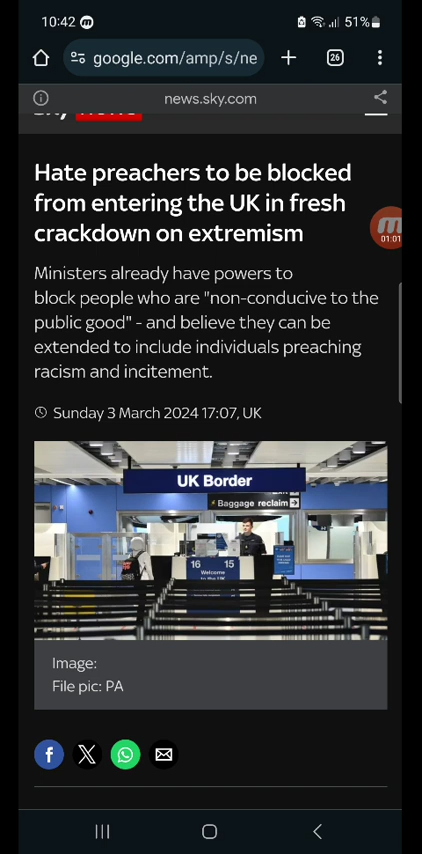 10:42
51%
google.com/amp/s/ne
26
news.sky.com
Hate preachers to be blocked
from entering the UK in fresh
crackdown on extremism
01:01
Ministers already have powers to
block people who are "non-conducive to the
public good" - and believe they can be
extended to include individuals preaching
racism and incitement.
Sunday 3 March 2024 17:07, UK
UK Border
Baggage reclaim
16 15
Welcome
to the UK
Image:
File pic: PA